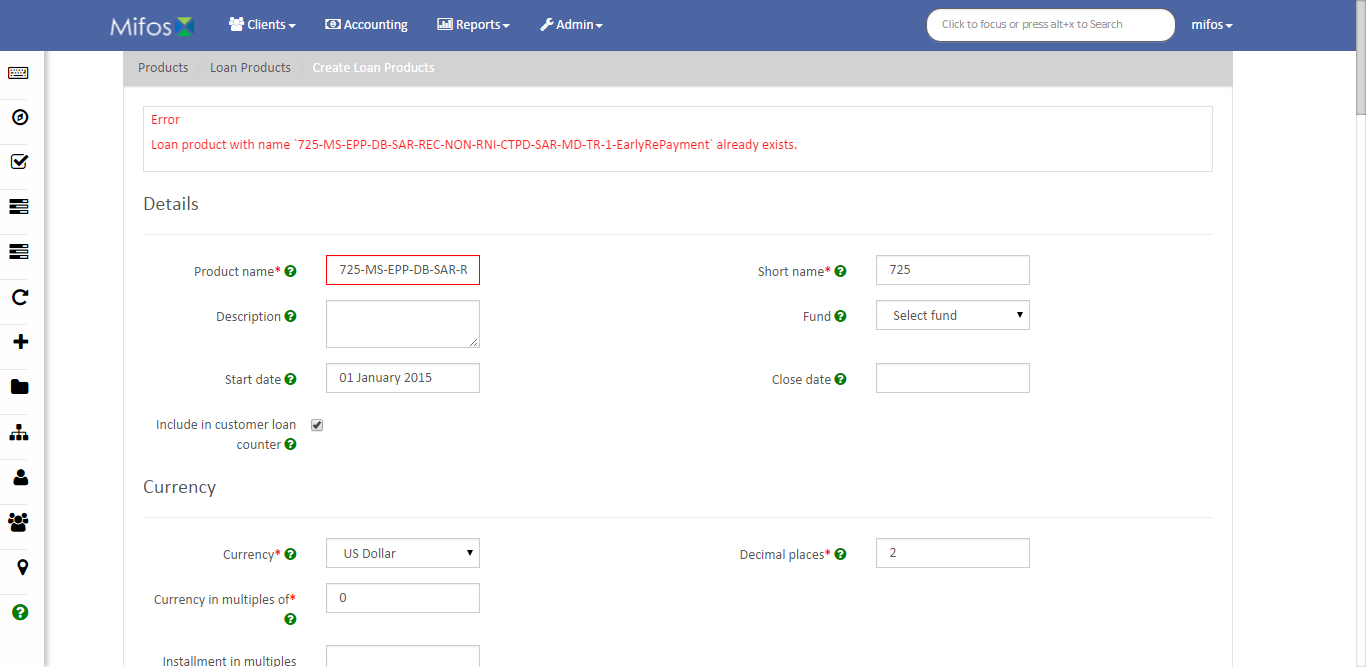 Mifos Clients Accounting Reports Admin Click to focus or press alt+x to Search mifos
Products / Loan Products / Create Loan Products
Error
Loan product with name `725-MS-EPP-DB-SAR-REC-NON-RNI-CTPD-SAR-MD-TR-1-EarlyRePayment` already exists.
Details
Product name* 725-MS-EPP-DB-SAR-R Short name* 725
Description Fund Select fund
Start date 01 January 2015 Close date
Include in customer loan
counter
Currency
Currency* US Dollar Decimal places* 2
Currency in multiples of* 0
Installment in multiples